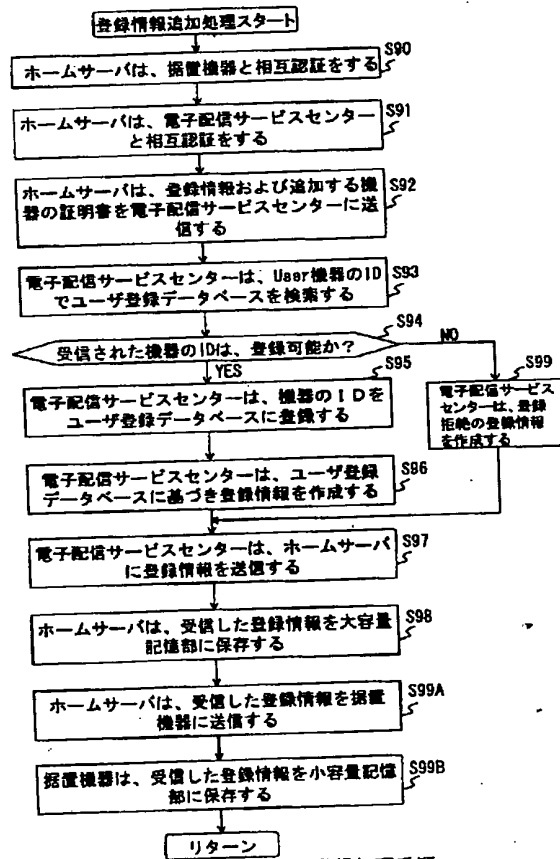 登録情報追加処理スタート
S90
ホームサーバは、据置機器と相互認証をする
S91
ホームサーバは、電子配信サービスセンター
と相互認証をする
S92
ホームサーバは、登録情報および追加する機
器の証明書を電子配信サービスセンターに送
信する
S93
電子配信サービスセンターは、User機器のID
でユーザ登録データベースを検索する
S94
受信された機器のIDは、登録可能か?
NO
YES
S95
電子配信サービスセンターは、機器のIDを
ユーザ登録データベースに登録する
S99
電子配信サービス
センターは、登録
拒絶の登録情報
を作成する
S96
電子配信サービスセンターは、ユーザ登録
データベースに基づき登録情報を作成する
S97
電子配信サービスセンターは、ホームサーバ
に登録情報を送信する
S98
ホームサーバは、受信した登録情報を大容量
記憶部に保存する
S99A
ホームサーバは、受信した登録情報を据置
機器に送信する
S99B
据置機器は、受信した登録情報を小容量記憶
部に保存する
リターン